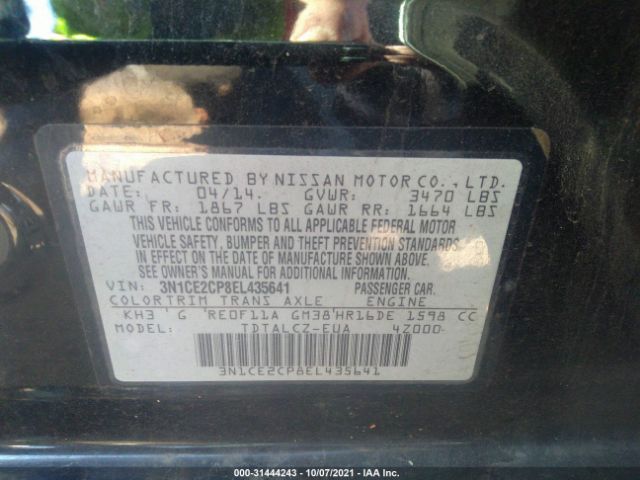 MANUFACTURED BY NISSAN MOTOR CO., LTD.
DATE: 04/14. GVWR: 3470 LBS
GAWR FR: 1867 LBS GAWR RR: 1664 LBS
THIS VEHICLE CONFORMS TO ALL APPLICABLE FEDERAL MOTOR
VEHICLE SAFETY, BUMPER AND THEFT PREVENTION STANDARDS
IN EFFECT ON THE DATE OF MANUFACTURE SHOWN ABOVE.
SEE OWNER'S MANUAL FOR ADDITIONAL INFORMATION.
VIN: 3N1CE2CP8EL435641 PASSENGER CAR.
COLOR TRIM TRANS AXLE ENGINE
KH3 ' G 'RE0F11A GM38'HR16DE 1598 CC
MODEL: TDTALCZ-EUA 4Z000-
3N1CE2CP8EL435641
000-31444243 - 10/07/2021 - IAA Inc.